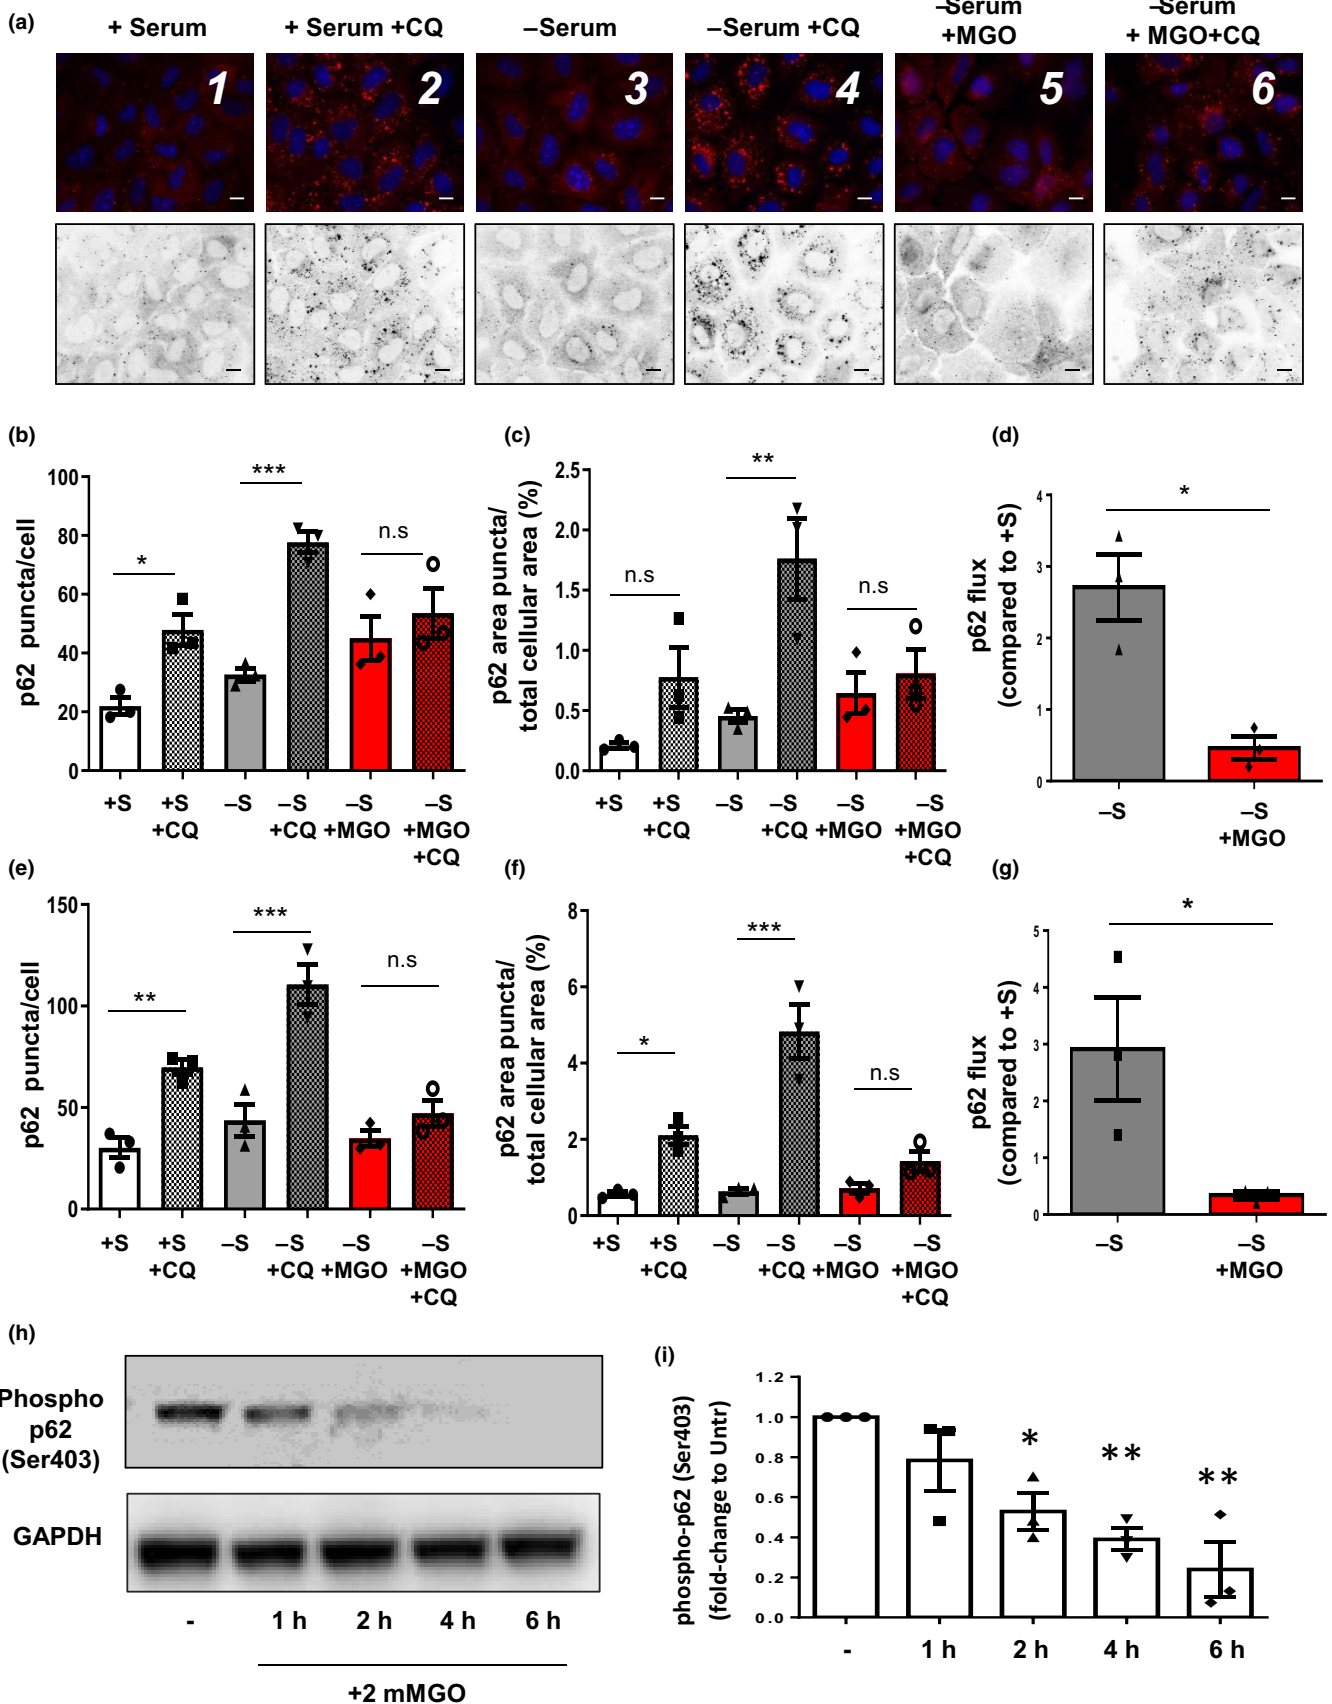 (a)
+ Serum
+ Serum +CQ
–Serum
–Serum +CQ
–Serum
+MGO
–Serum
+ MGO+CQ
1
2
3
4
5
6
(b)
p62 puncta/cell
100
80
60
40
20
0
*
***
n.s
+S
+S
+CQ
–S
–S
+CQ
–S
+MGO
–S
+MGO
+CQ
(c)
p62 area puncta/
total cellular area (%)
2.5
2.0
1.5
1.0
0.5
0.0
n.s
**
n.s
+S
+S
+CQ
–S
–S
+CQ
–S
+MGO
–S
+MGO
+CQ
(d)
p62 flux
(compared to +S)
4
3
2
1
0
*
–S
–S
+MGO
(e)
p62 puncta/cell
150
100
50
0
**
***
n.s
+S
+S
+CQ
–S
–S
+CQ
–S
+MGO
–S
+MGO
+CQ
(f)
p62 area puncta/
total cellular area (%)
8
6
4
2
0
*
***
n.s
+S
+S
+CQ
–S
–S
+CQ
–S
+MGO
–S
+MGO
+CQ
(g)
p62 flux
(compared to +S)
5
4
3
2
1
0
*
–S
–S
+MGO
(h)
Phospho
p62
(Ser403)
GAPDH
- 1 h 2 h 4 h 6 h
+2 mMGO
(i)
phospho-p62 (Ser403)
(fold-change to Untr)
1.2
1.0
0.8
0.6
0.4
0.2
0.0
*
**
**
- 1 h 2 h 4 h 6 h